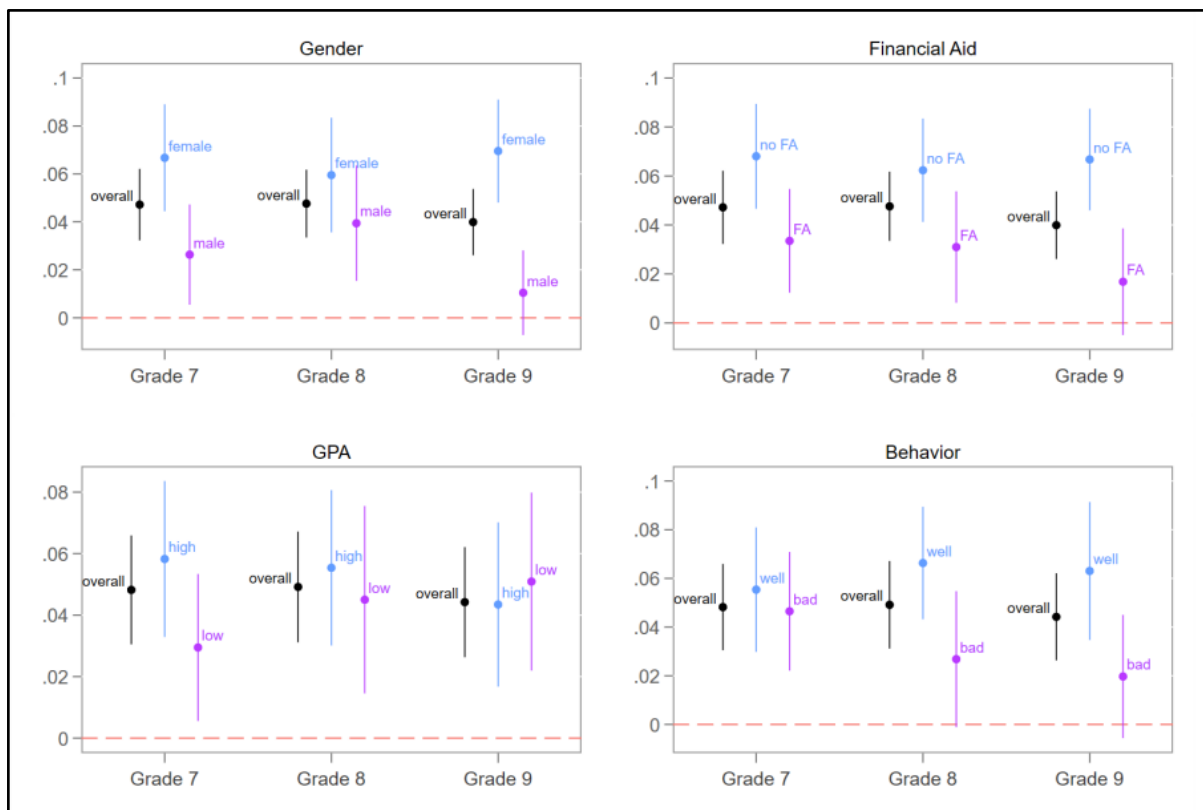 Gender
.1
.08
.06
.04
.02
0
overall
female
male
overall
female
male
overall
female
male
Grade 7
Grade 8
Grade 9
Financial Aid
.1
.08
.06
.04
.02
0
overall
no FA
FA
overall
no FA
FA
overall
no FA
FA
Grade 7
Grade 8
Grade 9
GPA
.08
.06
.04
.02
0
overall
high
low
overall
high
low
overall
high
low
Grade 7
Grade 8
Grade 9
Behavior
.1
.08
.06
.04
.02
0
overall
well
bad
overall
well
bad
overall
well
bad
Grade 7
Grade 8
Grade 9